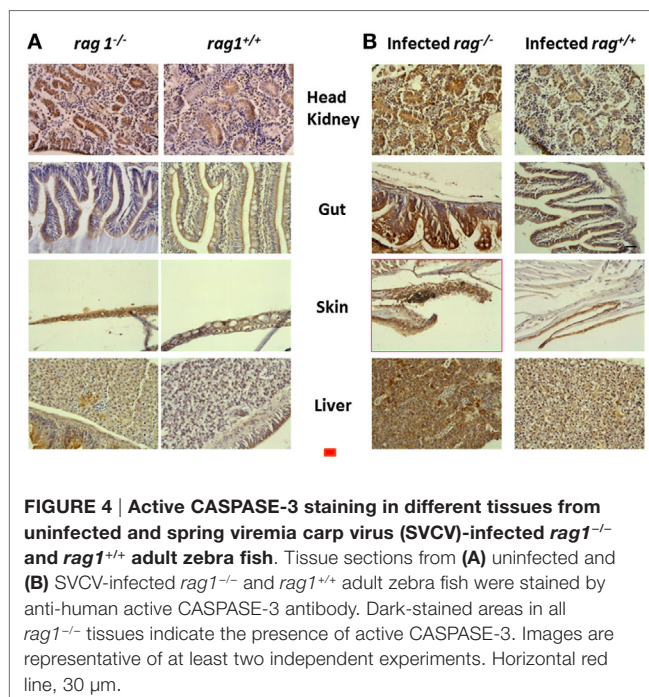 A rag 1-/- rag1+/+ B Infected rag-/- Infected rag+/+
Head
Kidney
Gut
Skin
Liver
FIGURE 4 | Active CASPASE-3 staining in different tissues from
uninfected and spring viremia carp virus (SVCV)-infected rag1−/−
and rag1+/+ adult zebra fish. Tissue sections from (A) uninfected and
(B) SVCV-infected rag1−/− and rag1+/+ adult zebra fish were stained by
anti-human active CASPASE-3 antibody. Dark-stained areas in all
rag1−/− tissues indicate the presence of active CASPASE-3. Images are
representative of at least two independent experiments. Horizontal red
line, 30 μm.